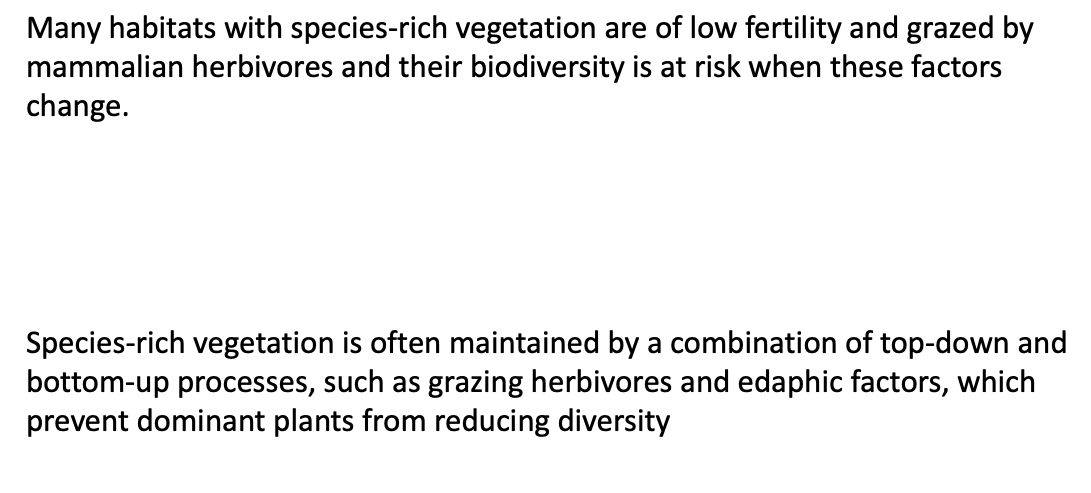 Many habitats with species-rich vegetation are of low fertility and grazed by
mammalian herbivores and their biodiversity is at risk when these factors
change.
Species-rich vegetation is often maintained by a combination of top-down and
bottom-up processes, such as grazing herbivores and edaphic factors, which
prevent dominant plants from reducing diversity